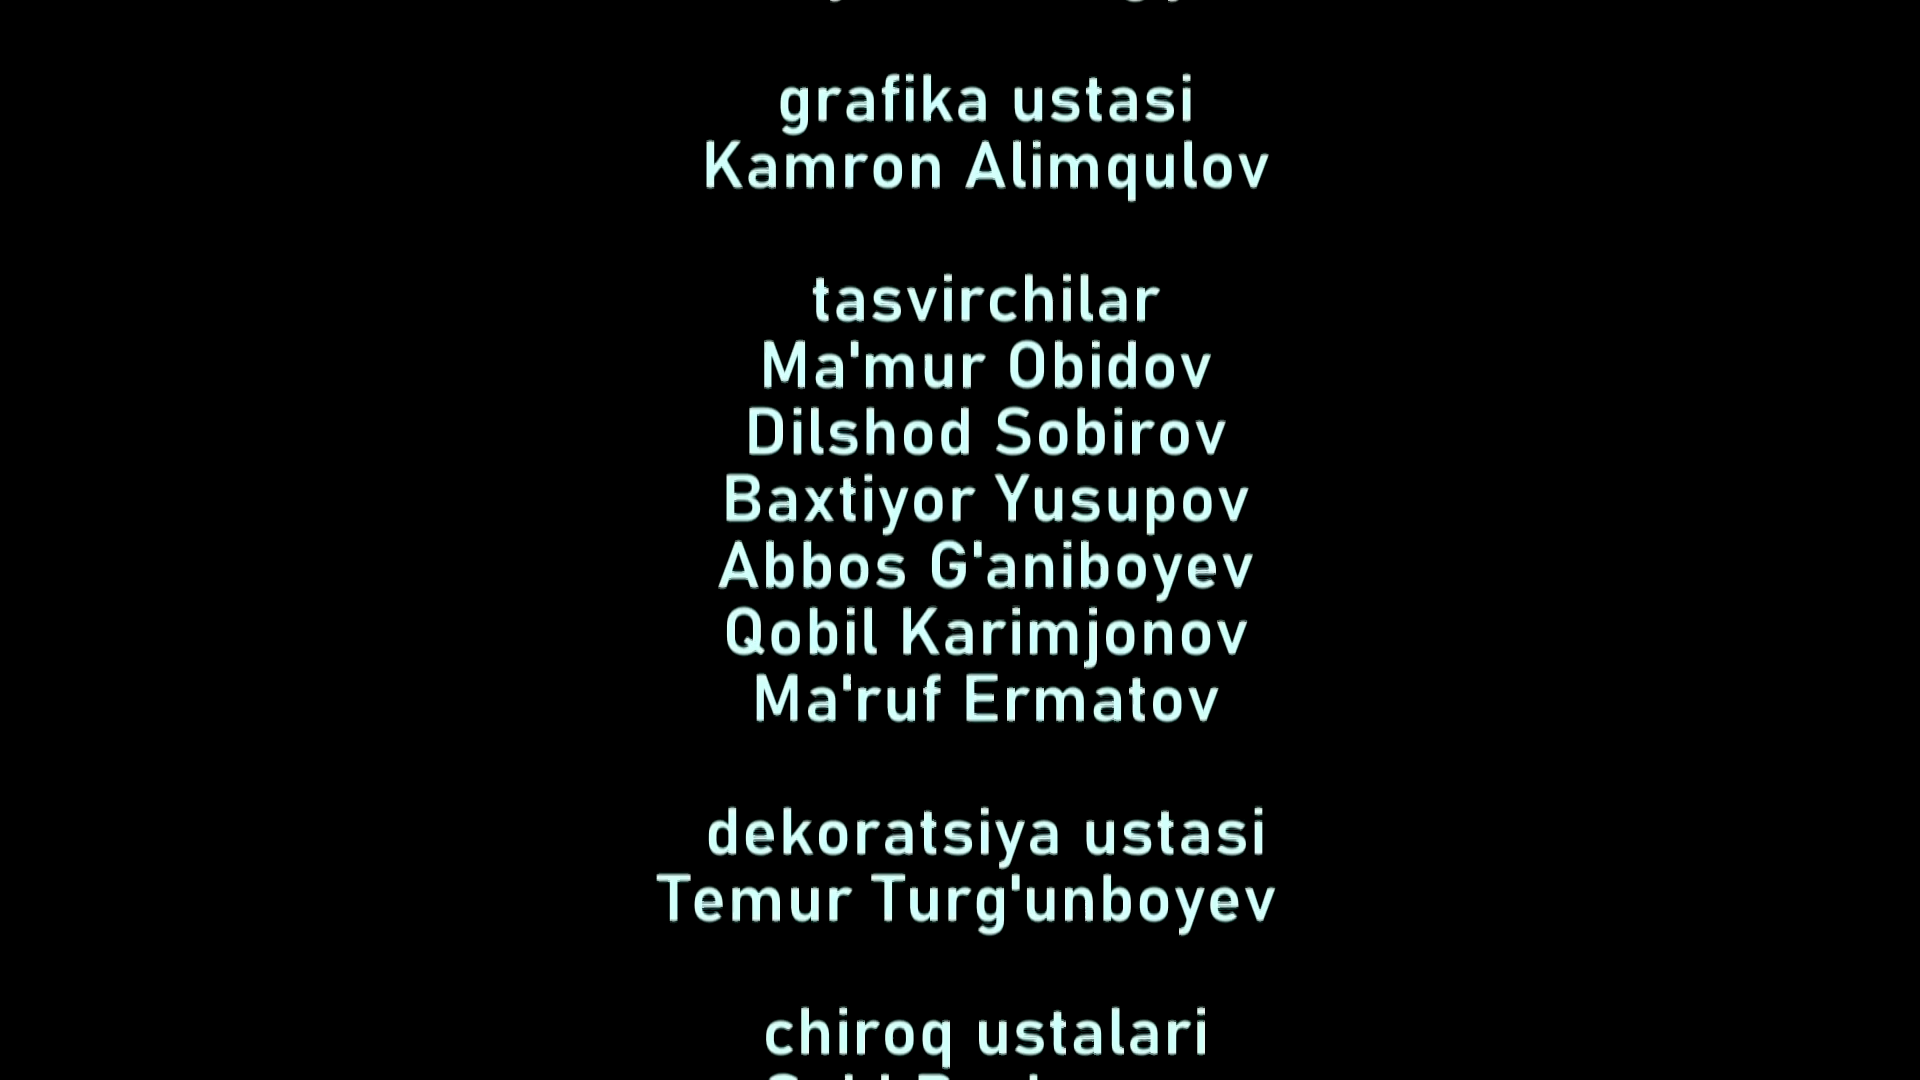 grafika ustasi
Kamron Alimqulov
tasvirchilar
Ma'mur Obidov
Dilshod Sobirov
Baxtiyor Yusupov
Abbos G'aniboyev
Qobil Karimjonov
Ma'ruf Ermatov
dekoratsiya ustasi
Temur Turg'unboyev
chiroq ustalari